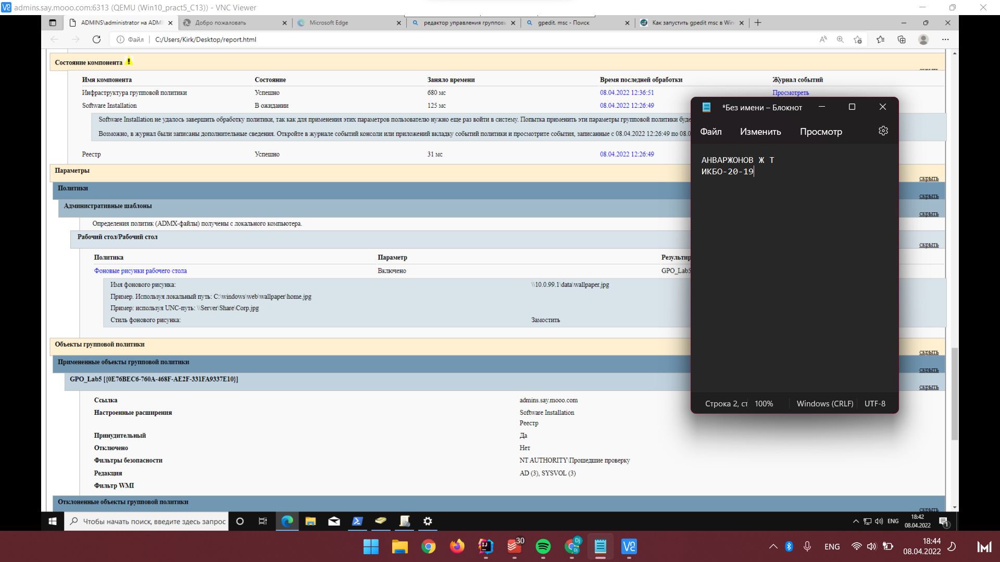 admins.say.mooo.com:6313 (QEMU (Win10_pract5_C13)) - VNC Viewer
ADMINS\administrator на ADMI
Добро пожаловать
Microsoft Edge
редактор управления группов
gpedit. msc - Поиск
Как запустить gpedit msc в Win
Файл
C:/Users/Kirk/Desktop/report.html
Состояние компонента
Имя компонента Состояние Заняло времени Время последней обработки Журнал событий
Инфраструктура групповой политики Успешно 680 мс 08.04.2022 12:36:51 Просмотреть
Software Installation В ожидании 125 мс 08.04.2022 12:26:49
Software Installation не удалось завершить обработку политики, так как для применения этих параметров пользователю нужно еще раз войти в систему. Попытка применить эти параметры групповой политики буде
Возможно, в журнал были записаны дополнительные сведения. Откройте в журнале событий консоли или приложений вкладку событий политики и просмотрите события, записанные с 08.04.2022 12:26:49 по 08.0
Реестр Успешно 31 мс 08.04.2022 12:26:49
Параметры
скрыть
Политики
скрыть
Административные шаблоны
скрыть
Определения политик (ADMX-файлы) получены с локального компьютера.
Рабочий стол/Рабочий стол
скрыть
Политика Параметр Результир
Фоновые рисунки рабочего стола Включено GPO_Lab5
Имя фонового рисунка: \\10.0.99.1\data\wallpaper.jpg
Пример. Используя локальный путь: C:\windows\web\wallpaper\home.jpg
Пример: используя UNC-путь: \\Server\Share\Corp.jpg
Стиль фонового рисунка: Замостить
Объекты групповой политики
скрыть
Примененные объекты групповой политики
скрыть
GPO_Lab5 [{0E76BEC6-760A-468F-AE2F-331FA9337E10}]
скрыть
Ссылка admins.say.mooo.com
Настроенные расширения Software Installation
Реестр
Принудительный Да
Отключено Нет
Фильтры безопасности NT AUTHORITY\Прошедшие проверку
Редакция AD (3), SYSVOL (3)
Фильтр WMI
Отклоненные объекты групповой политики
скрыть
*Без имени – Блокнот
Файл Изменить Просмотр
АНВАРЖОНОВ Ж Т
ИКБО-20-19
Строка 2, ст 100% Windows (CRLF) UTF-8
Чтобы начать поиск, введите здесь запрос
ENG
18:42
08.04.2022
1
30
Dj
Dj
ENG
18:44
08.04.2022